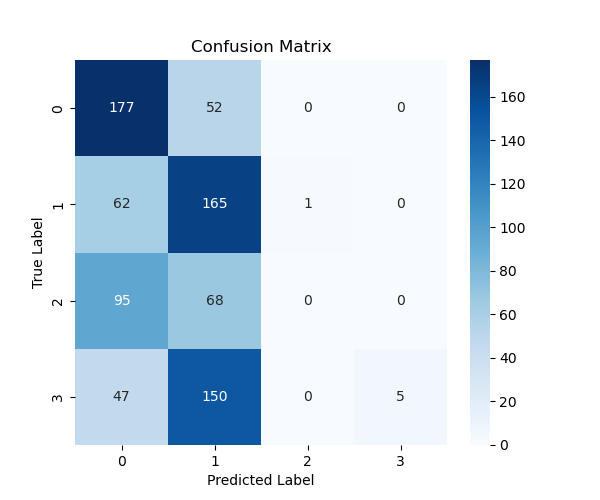 Confusion Matrix
0 177 52 0 0
1 62 165 1 0
2 95 68 0 0
3 47 150 0 5
0 1 2 3
True Label
Predicted Label
160
140
120
100
80
60
40
20
0